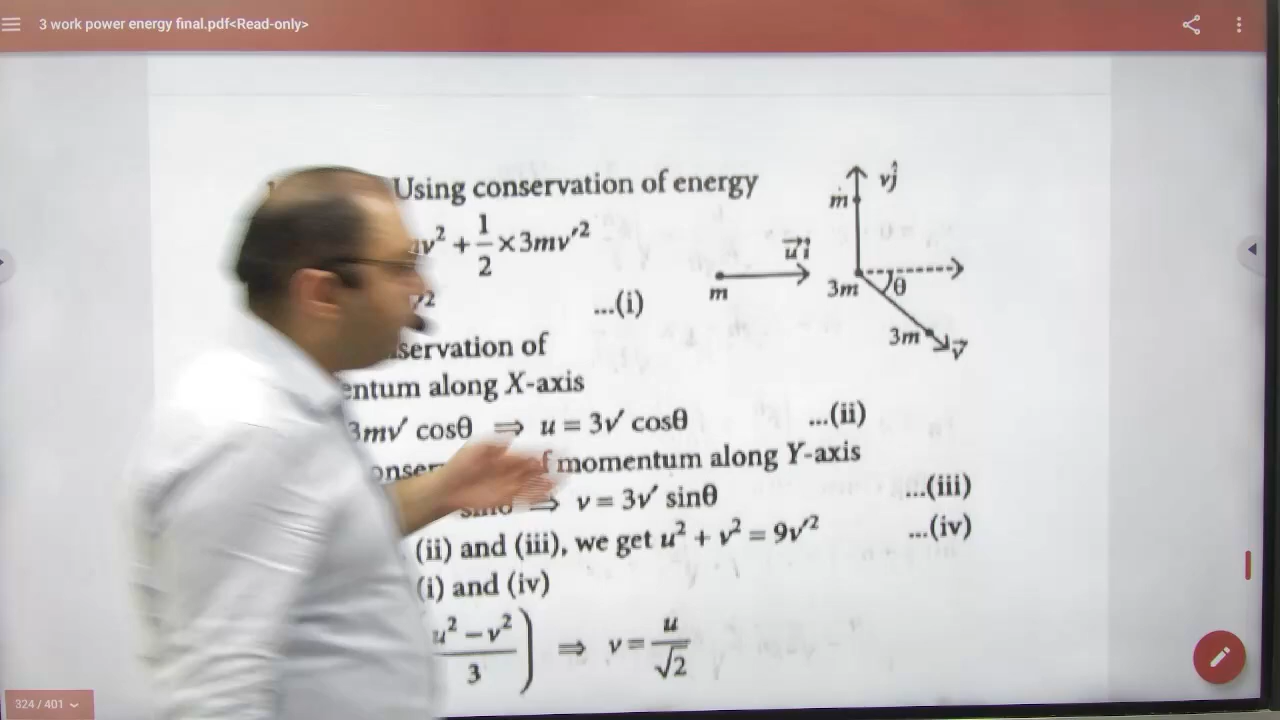 3 work power energy final.pdf<Read-only>
Using conservation of energy
v² + 1/2 × 3mv′²
v²
...(i)
m
u⃗î
vĵ
m
3m
θ
3m
v⃗
of
along X-axis
3mv′ cosθ ⟹ u = 3v′ cosθ ...(ii)
momentum along Y-axis
⟹ v = 3v′ sinθ ...(iii)
(ii) and (iii), we get u² + v² = 9v′² ...(iv)
(i) and (iv)
u² – v² / 3 ) ⟹ v = u/√2
324 / 401